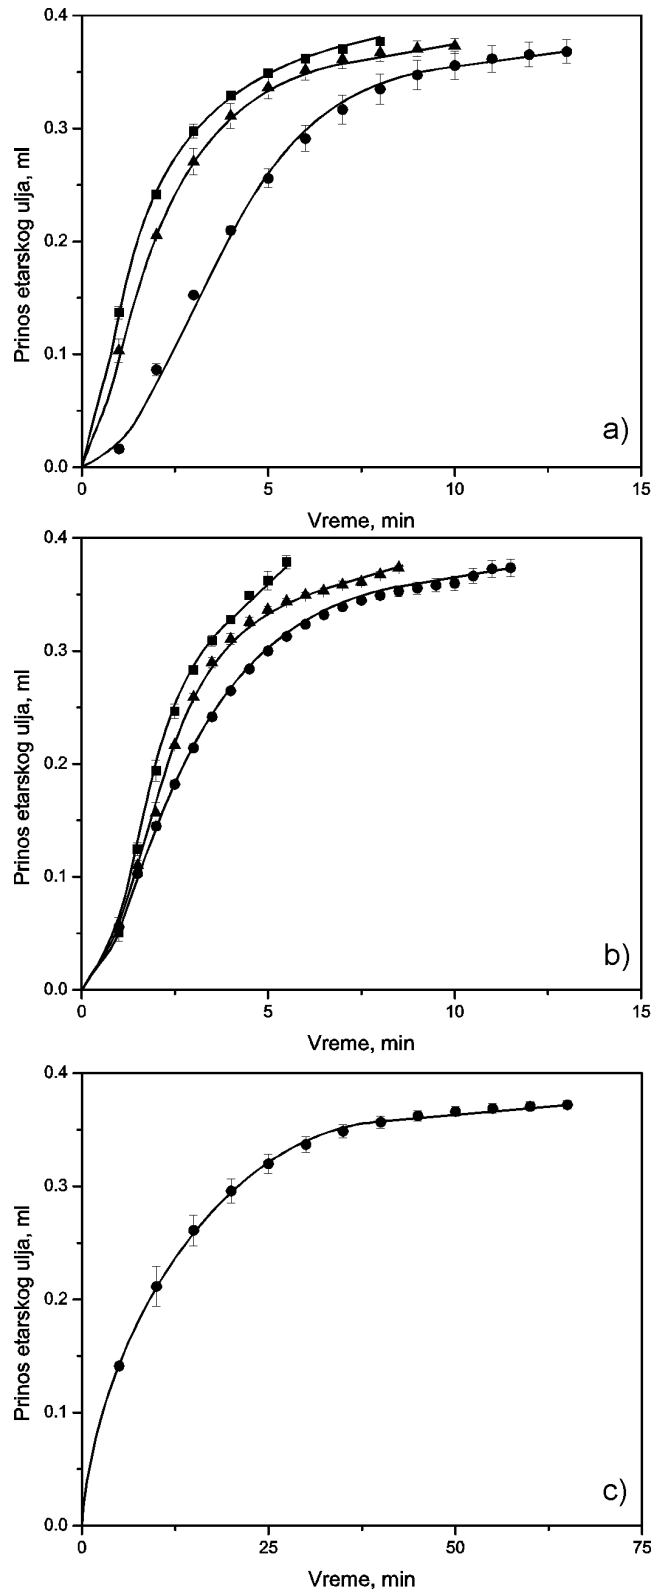 0.4
0.3
0.2
0.1
0.0
Prinos etarskog ulja, ml
a)
0 5 10 15
Vreme, min
0.4
0.3
0.2
0.1
0.0
Prinos etarskog ulja, ml
b)
0 5 10 15
Vreme, min
0.4
0.3
0.2
0.1
0.0
Prinos etarskog ulja, ml
c)
0 25 50 75
Vreme, min